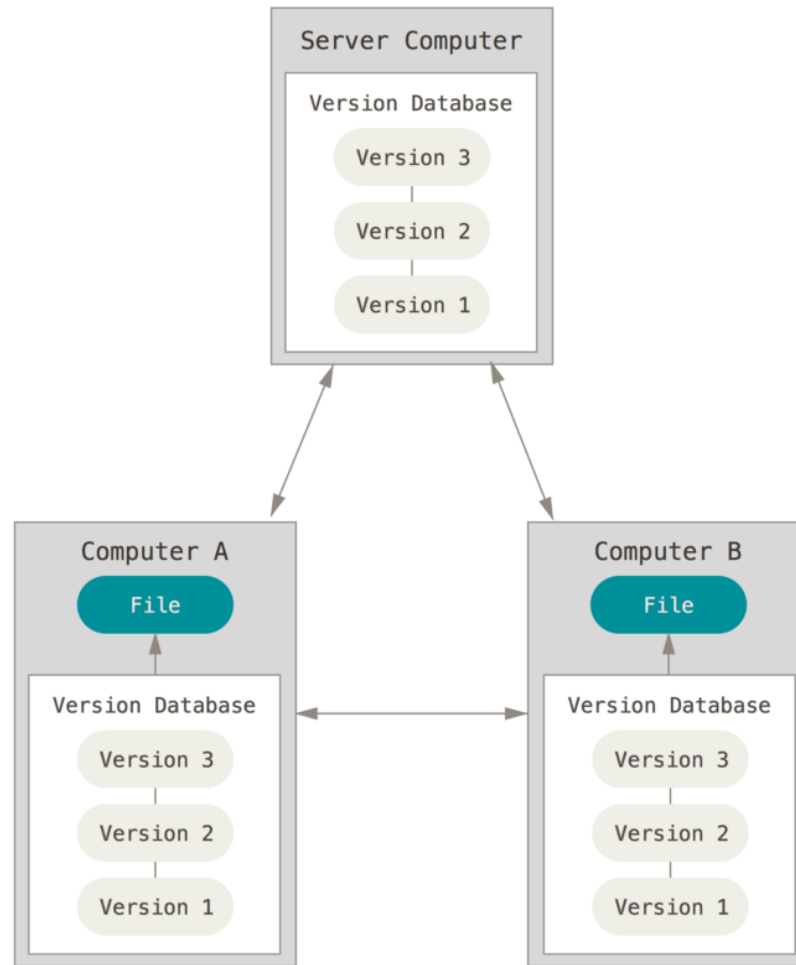 Server Computer
Version Database
Version 3
Version 2
Version 1
Computer A
File
Version Database
Version 3
Version 2
Version 1
Computer B
File
Version Database
Version 3
Version 2
Version 1